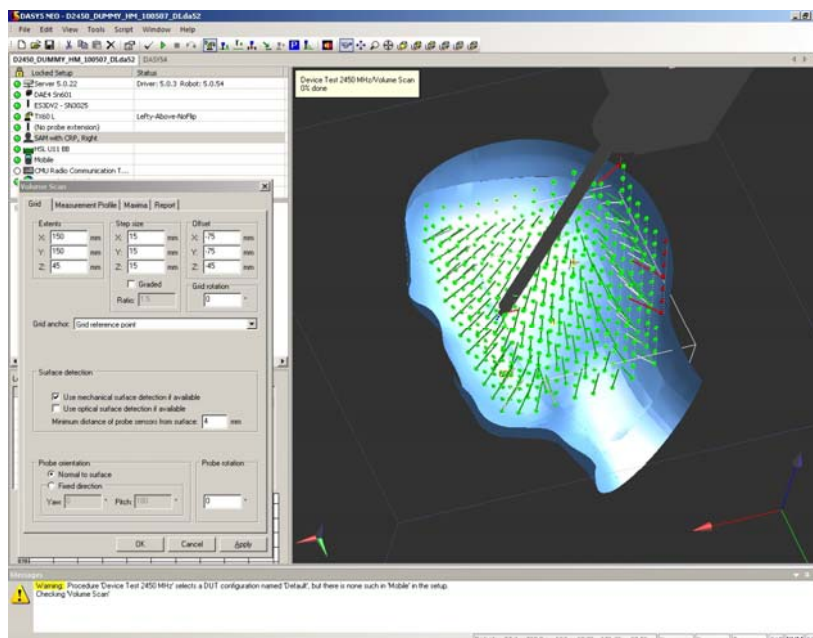 DASY5 NEO - D2450_DUMMY_HM_100507_DI.da52
File Edit View Tools Script Window Help
D2450_DUMMY_HM_100507_DI.da52 DASY5A
Locked Setup Status
Server 5.0.22 Driver: 5.0.3 Robot: 5.0.54
DAE4 Sn601
ES3DV2 - SN3025
TX60 L Lefty-Above-NoFlip
(No probe extension)
SAM with CRP, Right
HSL U11 BB
Mobile
CMU Radio Communication T...
Device Test 2450 MHz/Volume Scan
0% done
Volume Scan
Grid Measurement Profile Maxima Report
Extents Step size Offset
X: 150 mm X: 15 mm X: -75 mm
Y: 150 mm Y: 15 mm Y: -75 mm
Z: 45 mm Z: 15 mm Z: -45 mm
Graded Grid rotation
Ratio: 0 °
Grid anchor: Grid reference point
Surface detection
Use mechanical surface detection if available
Use optical surface detection if available
Minimum distance of probe sensors from surface: 4 mm
Probe orientation Probe rotation
Normal to surface
Fixed direction
Yaw: ° Pitch: ° 0 °
OK Cancel Apply
Messages
Warning: Procedure 'Device Test 2450 MHz' selects a DUT configuration named 'Default', but there is none such in 'Mobile' in the setup.
Checking 'Volume Scan'